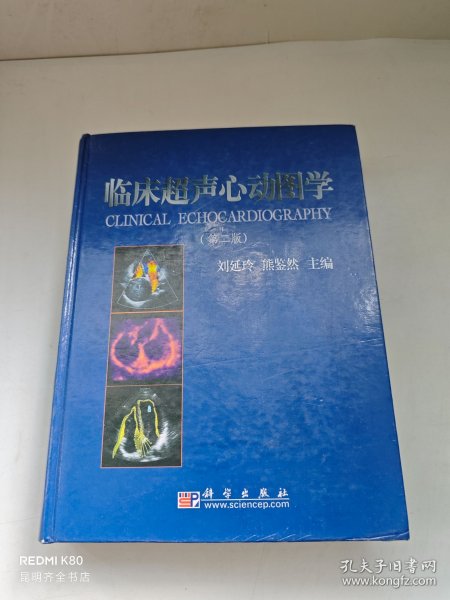 临床超声心动图学
CLINICAL ECHOCARDIOGRAPHY
(第二版)
刘延玲 熊鉴然 主编
科学出版社
www.sciencep.com
REDMI K80
昆明齐全书店
孔夫子旧书网
www.kongfz.com